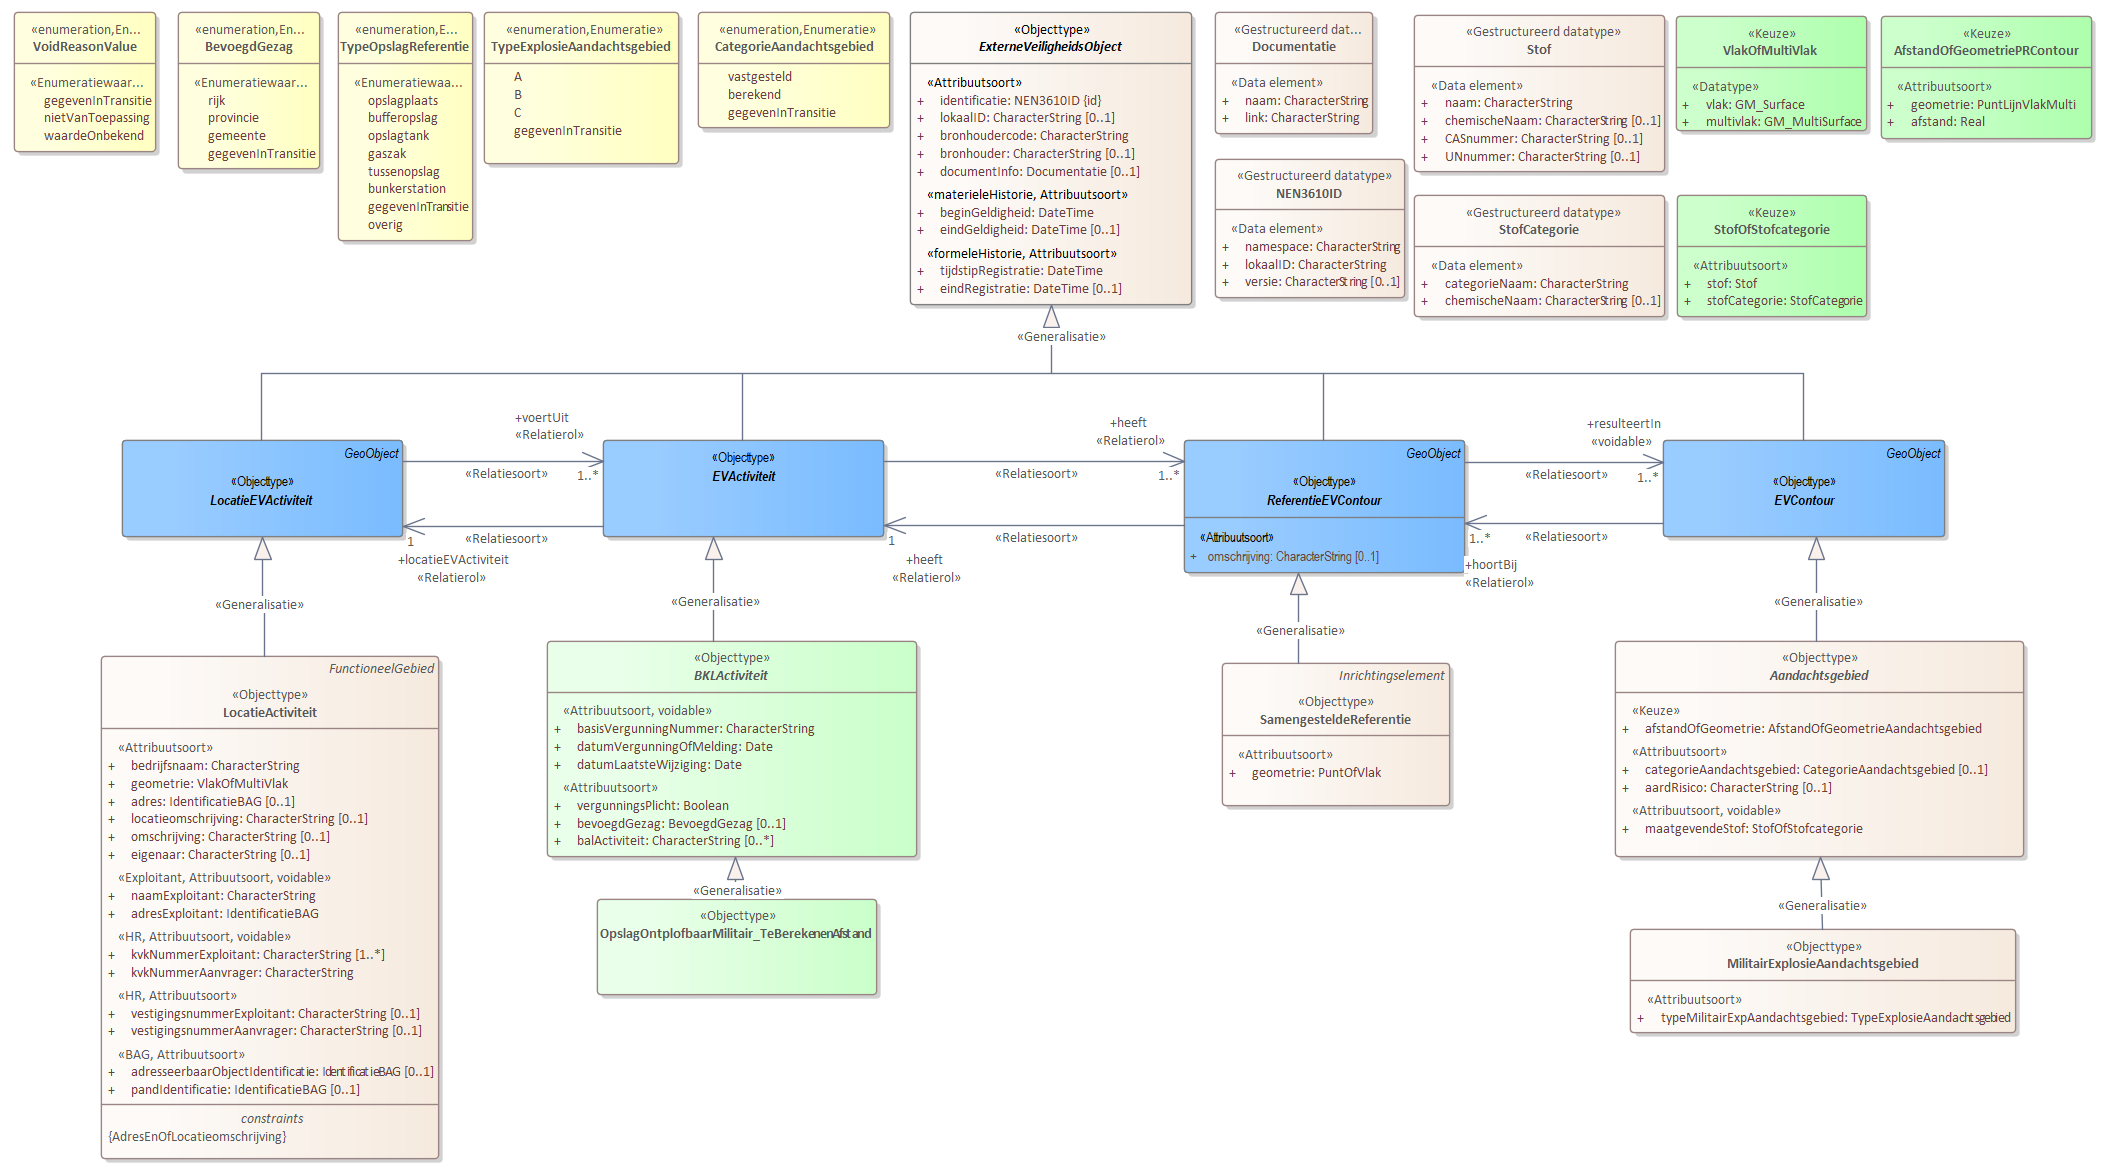 «enumeration,En...
VoidReasonValue
«Enumeratiewaar...
gegevenInTransitie
nietVanToepassing
waardeOnbekend
«enumeration,En...
BevoegdGezag
«Enumeratiewaar...
rijk
provincie
gemeente
gegevenInTransitie
«enumeration,E...
TypeOpslagReferentie
«Enumeratiewaa...
opslagplaats
bufferopslag
opslagtank
gaszak
tussenopslag
bunkerstation
gegevenInTransitie
overig
«enumeration,Enumeratie»
TypeExplosieAandachtsgebied
A
B
C
gegevenInTransitie
«enumeration,Enumeratie»
CategorieAandachtsgebied
vastgesteld
berekend
gegevenInTransitie
«Objecttype»
ExterneVeiligheidsObject
«Attribuutsoort»
+ identificatie: NEN3610ID {id}
+ lokaalID: CharacterString [0..1]
+ bronhoudercode: CharacterString
+ bronhouder: CharacterString [0..1]
+ documentInfo: Documentatie [0..1]
«materieleHistorie, Attribuutsoort»
+ beginGeldigheid: DateTime
+ eindGeldigheid: DateTime [0..1]
«formeleHistorie, Attribuutsoort»
+ tijdstipRegistratie: DateTime
+ eindRegistratie: DateTime [0..1]
«Gestructureerd dat...
Documentatie
«Data element»
+ naam: CharacterString
+ link: CharacterString
«Gestructureerd datatype»
NEN3610ID
«Data element»
+ namespace: CharacterString
+ lokaalID: CharacterString
+ versie: CharacterString [0..1]
«Gestructureerd datatype»
Stof
«Data element»
+ naam: CharacterString
+ chemischeNaam: CharacterString [0..1]
+ CASnummer: CharacterString [0..1]
+ UNnummer: CharacterString [0..1]
«Gestructureerd datatype»
StofCategorie
«Data element»
+ categorieNaam: CharacterString
+ chemischeNaam: CharacterString [0..1]
«Keuze»
VlakOfMultiVlak
«Datatype»
+ vlak: GM_Surface
+ multivlak: GM_MultiSurface
«Keuze»
StofOfStofcategorie
«Attribuutsoort»
+ stof: Stof
+ stofCategorie: StofCategorie
«Keuze»
AfstandOfGeometriePRContour
«Attribuutsoort»
+ geometrie: PuntLijnVlakMulti
+ afstand: Real
«Generalisatie»
GeoObject
«Objecttype»
LocatieEVActiviteit
+voertUit
«Relatierol»
«Relatiesoort»
1..*
«Relatiesoort»
1
+locatieEVActiviteit
«Relatierol»
«Objecttype»
EVActiviteit
+heeft
«Relatierol»
«Relatiesoort»
1..*
«Relatiesoort»
1
+heeft
«Relatierol»
GeoObject
«Objecttype»
ReferentieEVContour
«Attribuutsoort»
+ omschrijving: CharacterString [0..1]
+resulteertIn
«voidable»
«Relatiesoort»
1..*
«Relatiesoort»
1..*
+hoortBij
«Relatierol»
GeoObject
«Objecttype»
EVContour
«Generalisatie»
«Generalisatie»
«Generalisatie»
«Generalisatie»
FunctioneelGebied
«Objecttype»
LocatieActiviteit
«Attribuutsoort»
+ bedrijfsnaam: CharacterString
+ geometrie: VlakOfMultiVlak
+ adres: IdentificatieBAG [0..1]
+ locatieomschrijving: CharacterString [0..1]
+ omschrijving: CharacterString [0..1]
+ eigenaar: CharacterString [0..1]
«Exploitant, Attribuutsoort, voidable»
+ naamExploitant: CharacterString
+ adresExploitant: IdentificatieBAG
«HR, Attribuutsoort, voidable»
+ kvkNummerExploitant: CharacterString [1..*]
+ kvkNummerAanvrager: CharacterString
«HR, Attribuutsoort»
+ vestigingsnummerExploitant: CharacterString [0..1]
+ vestigingsnummerAanvrager: CharacterString [0..1]
«BAG, Attribuutsoort»
+ adresseerbaarObjectIdentificatie: IdentificatieBAG [0..1]
+ pandIdentificatie: IdentificatieBAG [0..1]
constraints
{AdresEnOfLocatieomschrijving}
«Objecttype»
BKLActiviteit
«Attribuutsoort, voidable»
+ basisVergunningNummer: CharacterString
+ datumVergunningOfMelding: Date
+ datumLaatsteWijziging: Date
«Attribuutsoort»
+ vergunningsPlicht: Boolean
+ bevoegdGezag: BevoegdGezag [0..1]
+ balActiviteit: CharacterString [0..*]
«Generalisatie»
«Objecttype»
OpslagOntplofbaarMilitair_TeBerekenenAfstand
Inrichtingselement
«Objecttype»
SamengesteldeReferentie
«Attribuutsoort»
+ geometrie: PuntOfVlak
«Objecttype»
Aandachtsgebied
«Keuze»
+ afstandOfGeometrie: AfstandOfGeometrieAandachtsgebied
«Attribuutsoort»
+ categorieAandachtsgebied: CategorieAandachtsgebied [0..1]
+ aardRisico: CharacterString [0..1]
«Attribuutsoort, voidable»
+ maatgevendeStof: StofOfStofcategorie
«Generalisatie»
«Objecttype»
MilitairExplosieAandachtsgebied
«Attribuutsoort»
+ typeMilitairExpAandachtsgebied: TypeExplosieAandachtsgebied